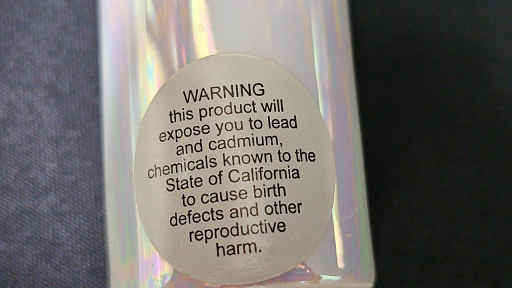 WARNING
this product will
expose you to lead
and cadmium,
chemicals known to the
State of California
to cause birth
defects and other
reproductive
harm.